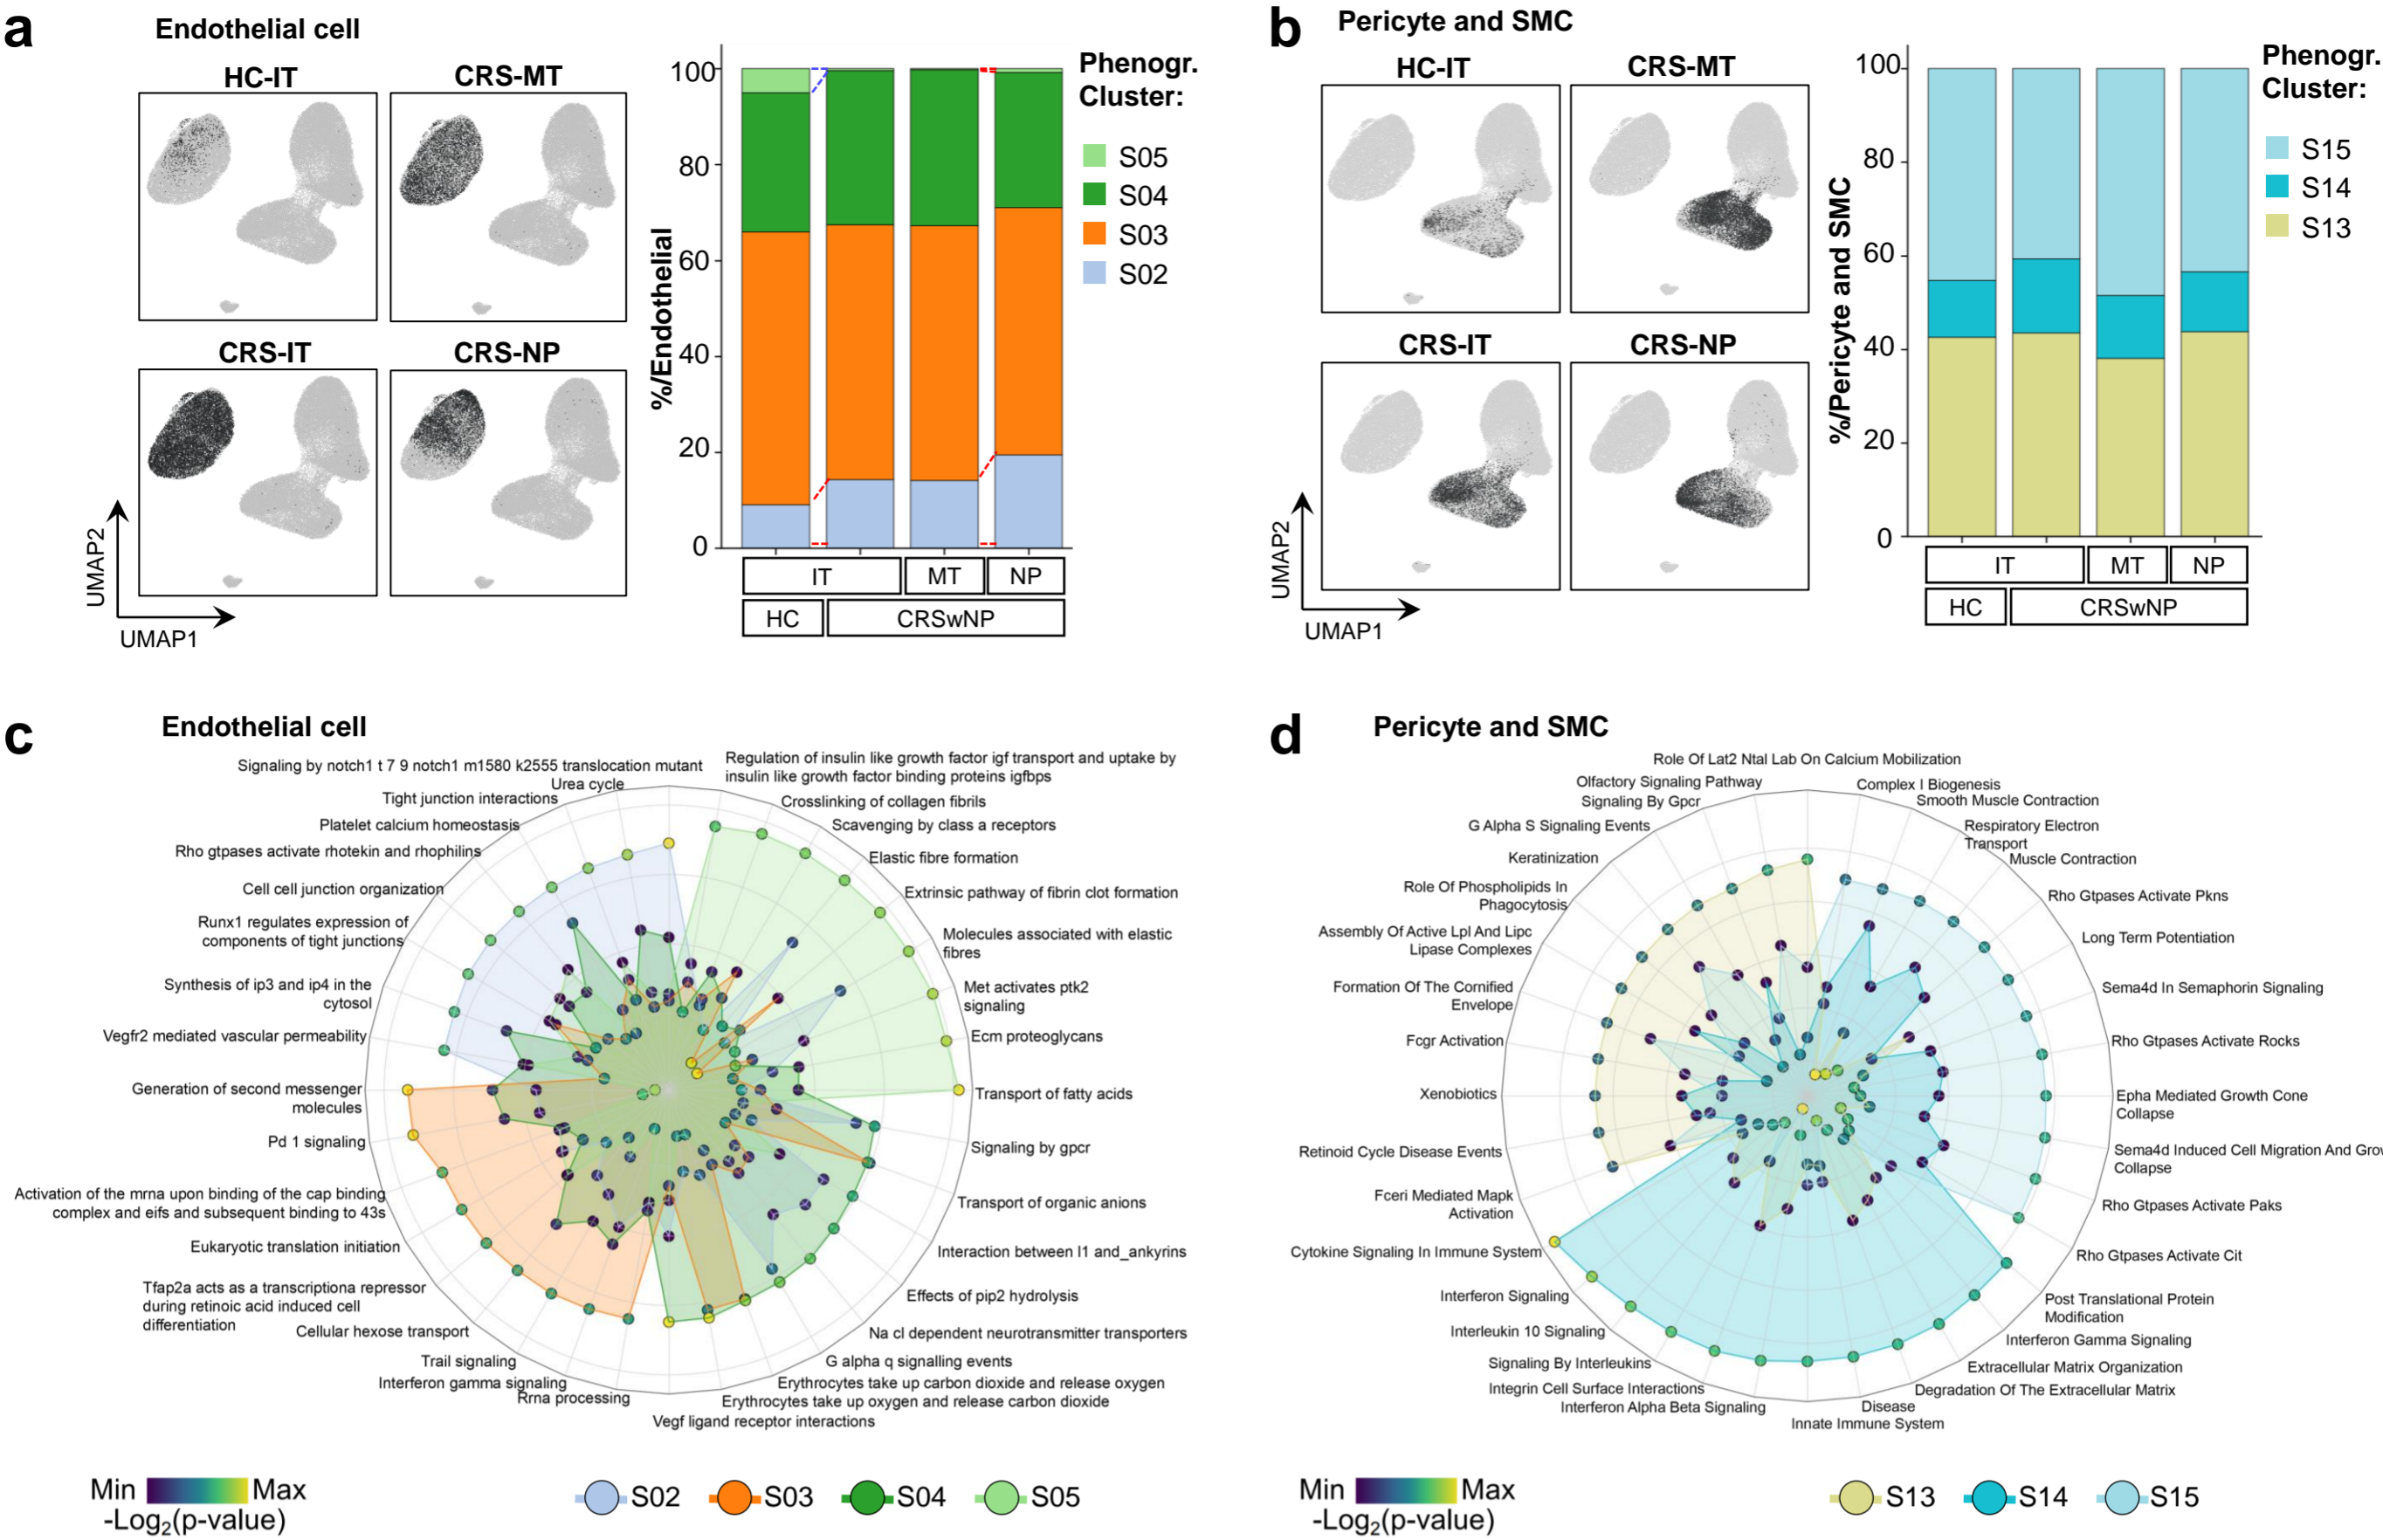 a
Endothelial cell
HC-IT
CRS-MT
CRS-IT
CRS-NP
UMAP2
UMAP1
%/Endothelial
100
80
60
40
20
0
IT
MT
NP
HC
CRSwNP
Phenogr.
Cluster:
S05
S04
S03
S02
b
Pericyte and SMC
HC-IT
CRS-MT
CRS-IT
CRS-NP
UMAP2
UMAP1
%/Pericyte and SMC
100
80
60
40
20
0
IT
MT
NP
HC
CRSwNP
Phenogr.
Cluster:
S15
S14
S13
c
Endothelial cell
Regulation of insulin like growth factor igf transport and uptake by
insulin like growth factor binding proteins igfbps
Crosslinking of collagen fibrils
Scavenging by class a receptors
Elastic fibre formation
Extrinsic pathway of fibrin clot formation
Molecules associated with elastic
fibres
Met activates ptk2
signaling
Ecm proteoglycans
Transport of fatty acids
Signaling by gpcr
Transport of organic anions
Interaction between l1 and_ankyrins
Effects of pip2 hydrolysis
Na cl dependent neurotransmitter transporters
G alpha q signalling events
Erythrocytes take up carbon dioxide and release oxygen
Erythrocytes take up oxygen and release carbon dioxide
Vegf ligand receptor interactions
Rrna processing
Interferon gamma signaling
Trail signaling
Cellular hexose transport
Tfap2a acts as a transcriptiona repressor
during retinoic acid induced cell
differentiation
Eukaryotic translation initiation
Activation of the mrna upon binding of the cap binding
complex and eifs and subsequent binding to 43s
Pd 1 signaling
Generation of second messenger
molecules
Vegfr2 mediated vascular permeability
Synthesis of ip3 and ip4 in the
cytosol
Runx1 regulates expression of
components of tight junctions
Cell cell junction organization
Rho gtpases activate rhotekin and rhophilins
Platelet calcium homeostasis
Tight junction interactions
Urea cycle
Signaling by notch1 t 7 9 notch1 m1580 k2555 translocation mutant
Min
Max
-Log2(p-value)
S02
S03
S04
S05
d
Pericyte and SMC
Role Of Lat2 Ntal Lab On Calcium Mobilization
Complex I Biogenesis
Smooth Muscle Contraction
Respiratory Electron
Transport
Muscle Contraction
Rho Gtpases Activate Pkns
Long Term Potentiation
Sema4d In Semaphorin Signaling
Rho Gtpases Activate Rocks
Epha Mediated Growth Cone
Collapse
Sema4d Induced Cell Migration And Grov
Collapse
Rho Gtpases Activate Paks
Rho Gtpases Activate Cit
Post Translational Protein
Modification
Interferon Gamma Signaling
Extracellular Matrix Organization
Degradation Of The Extracellular Matrix
Disease
Innate Immune System
Interferon Alpha Beta Signaling
Integrin Cell Surface Interactions
Signaling By Interleukins
Interleukin 10 Signaling
Interferon Signaling
Cytokine Signaling In Immune System
Fceri Mediated Mapk
Activation
Retinoid Cycle Disease Events
Xenobiotics
Fcgr Activation
Formation Of The Cornified
Envelope
Assembly Of Active Lpl And Lipc
Lipase Complexes
Role Of Phospholipids In
Phagocytosis
Keratinization
G Alpha S Signaling Events
Signaling By Gpcr
Olfactory Signaling Pathway
Min
Max
-Log2(p-value)
S13
S14
S15